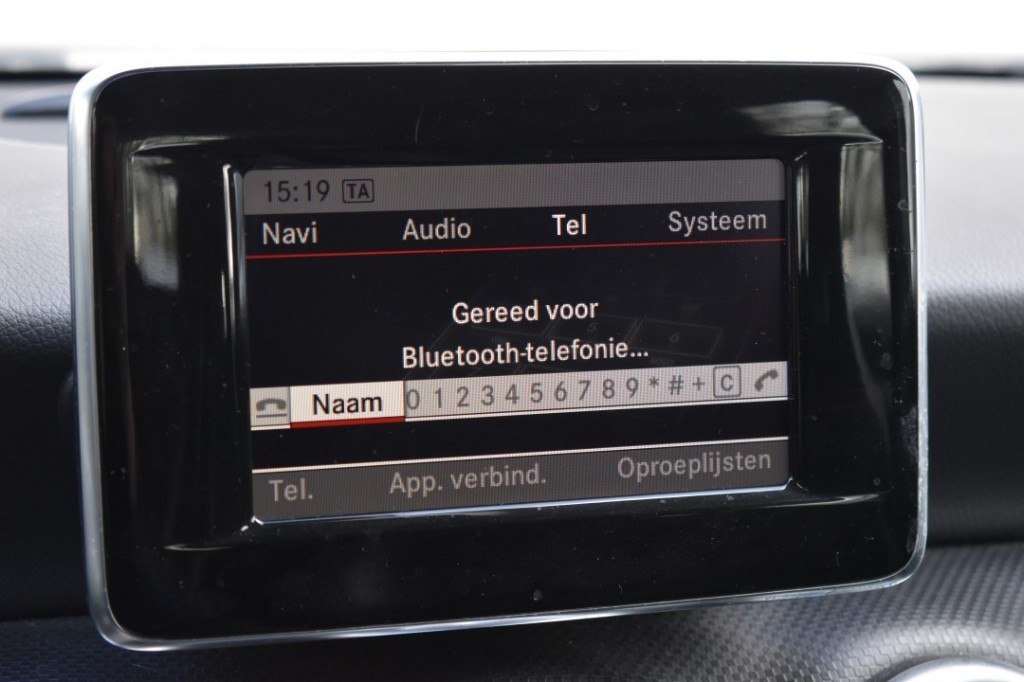 15:19 TA
Navi Audio Tel Systeem
Gereed voor
Bluetooth-telefonie...
Naam 0 1 2 3 4 5 6 7 8 9 * # + C
Tel. App. verbind. Oproeplijsten